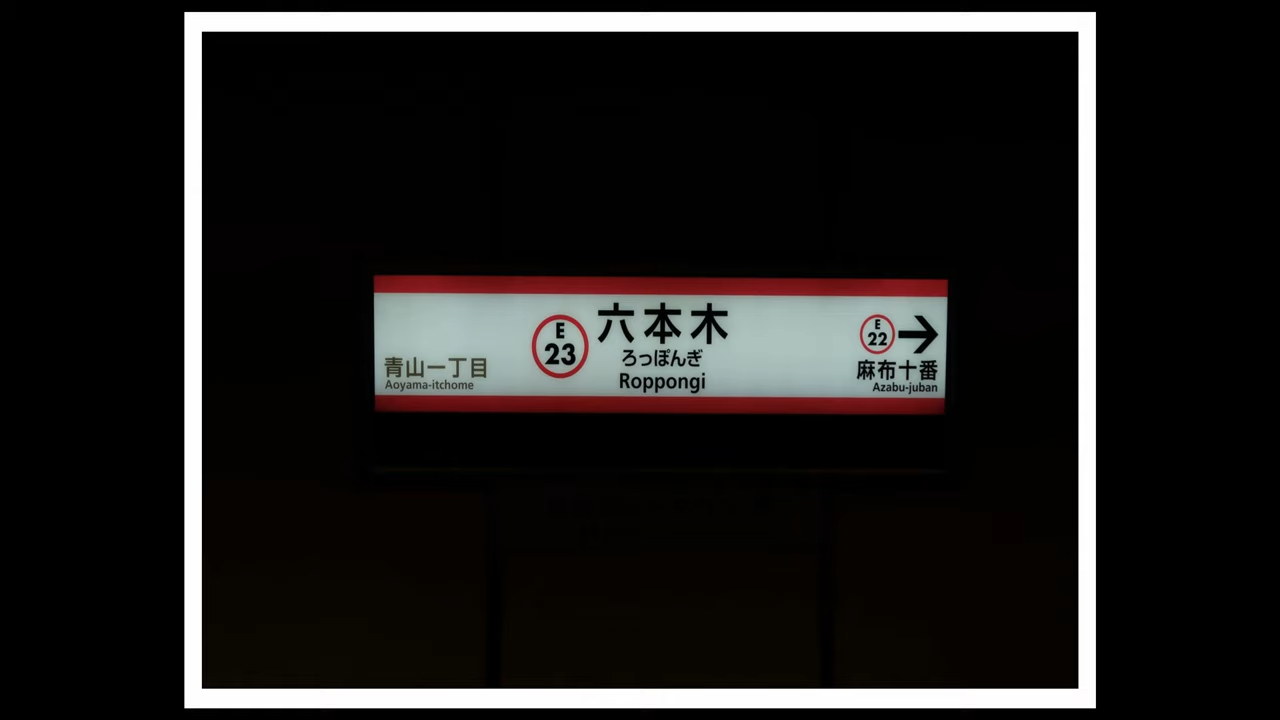 青山一丁目
Aoyama-itchome
E
23
六本木
ろっぽんぎ
Roppongi
E
22
→
麻布十番
Azabu-juban